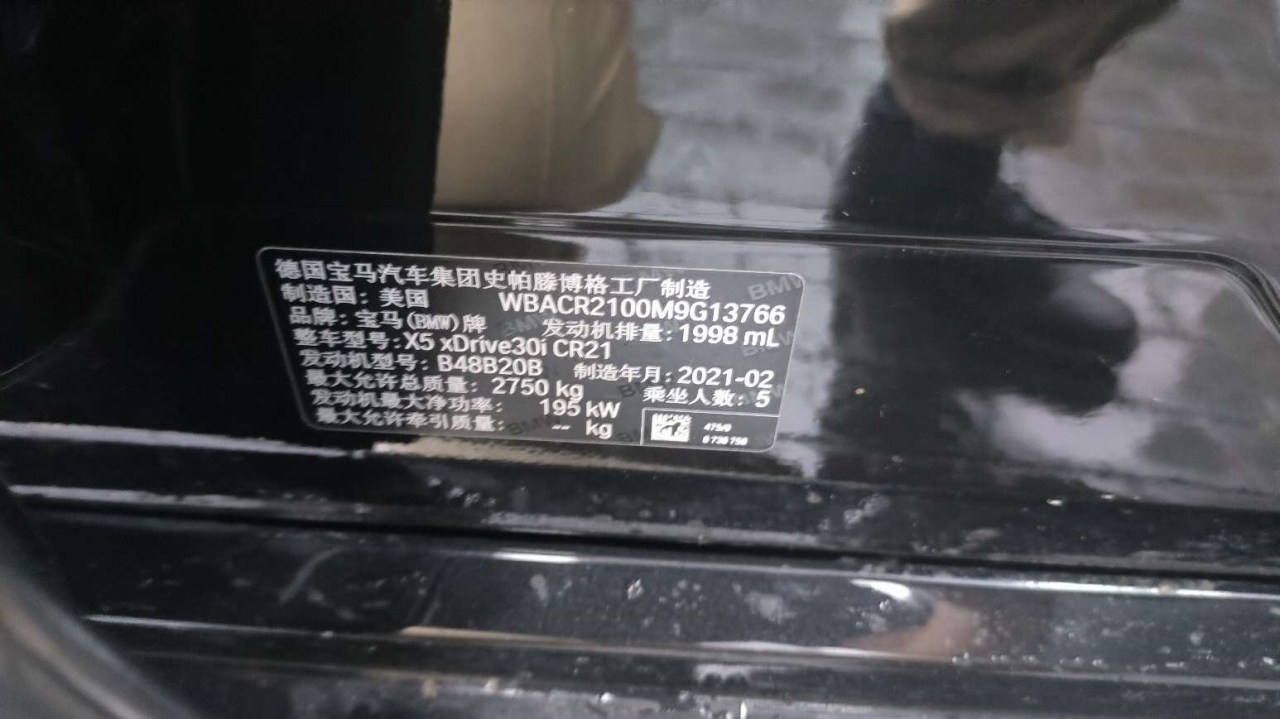 德国宝马汽车集团史帕滕博格工厂制造
制造国：美国 WBACR2100M9G13766
品牌：宝马(BMW)牌 发动机排量：1998 mL
整车型号：X5 xDrive30i CR21
发动机型号：B48B20B 制造年月：2021-02
最大允许总质量：2750 kg 乘坐人数：5
发动机最大净功率：195 kW
最大允许牵引质量：-- kg
475/0